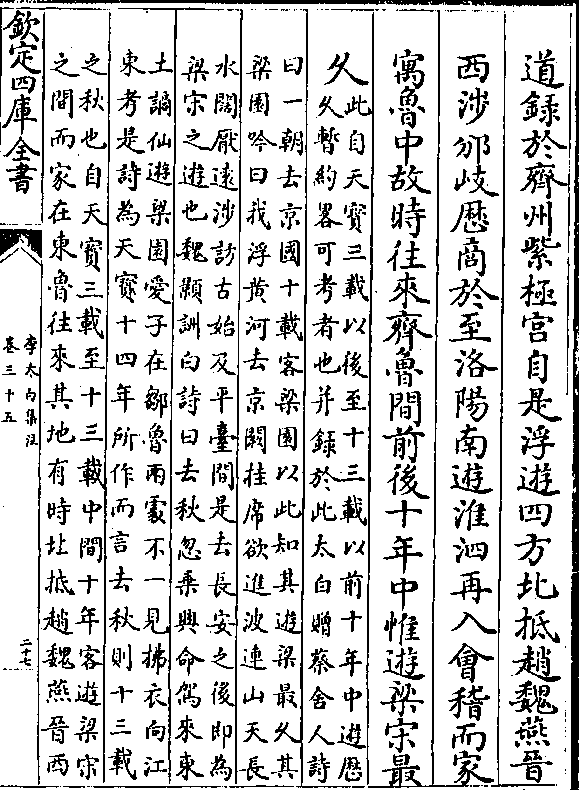 道録於齊州紫極宮自是浮遊四方北抵趙魏燕晉
西涉邠岐歴商於至洛陽南遊淮泗再入會稽而家
寓魯中故時往來齊魯間前後十年中惟遊梁宋最
久
此自天寶三載以後至十三載以前十年中遊歴
久暫約畧可考者也并録於此太白贈蔡舍人詩
曰一朝去京國十載客梁園以此知其遊梁最久其
梁園吟曰我浮黄河去京闕挂席欲進波連山天長
水闊厭遠涉訪古始及平臺間是去長安之後即為
梁宋之遊也魏顥訓白詩曰去秋忽乗興命駕來東
土謫仙遊梁園愛子在鄒魯兩處不一見拂衣向江
東考是詩為天寶十四年所作而言去秋則十三載
之秋也自天寶三載至十三載中間十年客遊梁宋
之間而家在東魯往來其地有時北抵趙魏燕晉西
欽定四庫全書
李太白集注
卷三十五
二十七